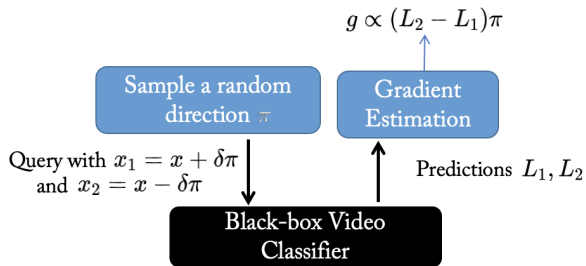 g ∝ (L₂ − L₁)π
Sample a random
direction π
Gradient
Estimation
Query with x₁ = x + δπ
and x₂ = x − δπ
Predictions L₁, L₂
Black-box Video
Classifier